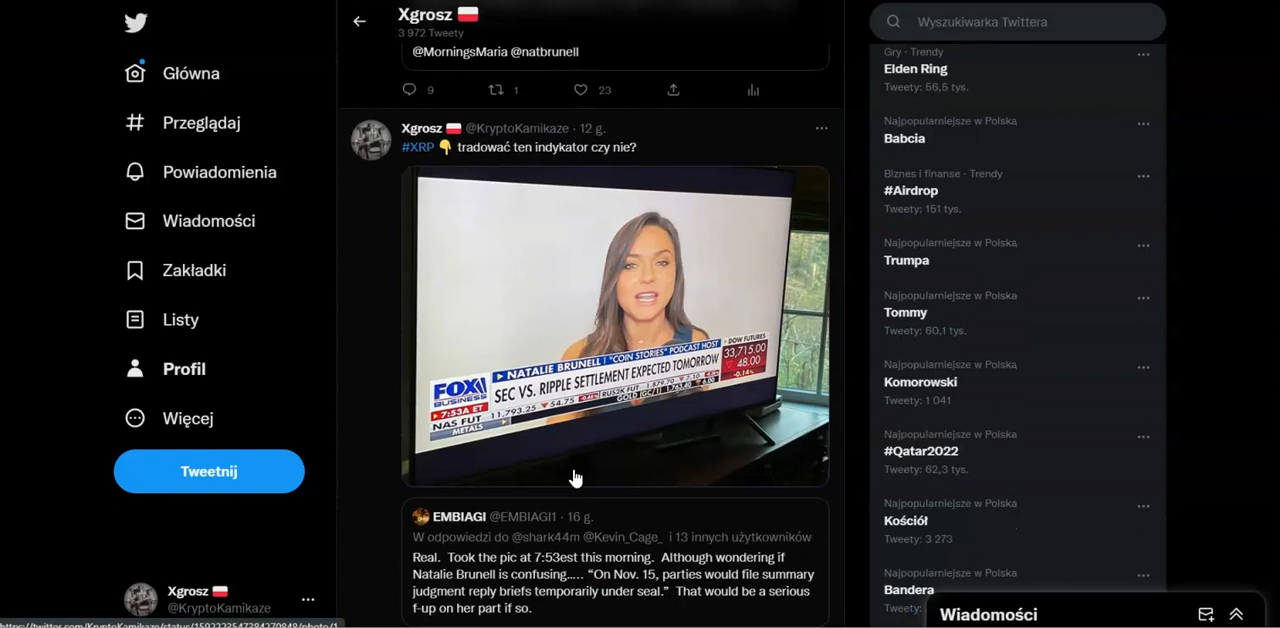 Xgrosz
3 972 Tweety
@MorningsMaria @natbrunell
9
1
23
Główna
Przeglądaj
Powiadomienia
Wiadomości
Zakładki
Listy
Profil
Więcej
Tweetnij
Xgrosz
@KryptoKamikaze
Xgrosz @KryptoKamikaze · 12 g.
#XRP tradować ten indykator czy nie?
NATALIE BRUNELL | "COIN STORIES" PODCAST HOST
SEC VS. RIPPLE SETTLEMENT EXPECTED TOMORROW
DOW FUTURES
33,715.00
48.00
-0.14%
FOX
BUSINESS
7:53A ET
NAS FUT 11,793.25 54.75
RUS2K FUT 1,879.70
METALS
GOLD
EMBIAGI @EMBIAGI1 · 16 g.
W odpowiedzi do @shark44m @Kevin_Cage_ i 13 innych użytkowników
Real. Took the pic at 7:53est this morning. Although wondering if
Natalie Brunell is confusing..... “On Nov. 15, parties would file summary
judgment reply briefs temporarily under seal.” That would be a serious
f-up on her part if so.
Wyszukiwarka Twittera
Gry · Trendy
Elden Ring
Tweety: 56,5 tys.
Najpopularniejsze w Polska
Babcia
Biznes i finanse · Trendy
#Airdrop
Tweety: 151 tys.
Najpopularniejsze w Polska
Trumpa
Najpopularniejsze w Polska
Tommy
Tweety: 60,1 tys.
Najpopularniejsze w Polska
Komorowski
Tweety: 1 041
Najpopularniejsze w Polska
#Qatar2022
Tweety: 62,3 tys.
Najpopularniejsze w Polska
Kościół
Tweety: 3 273
Najpopularniejsze w Polska
Bandera
Tweety:
Wiadomości